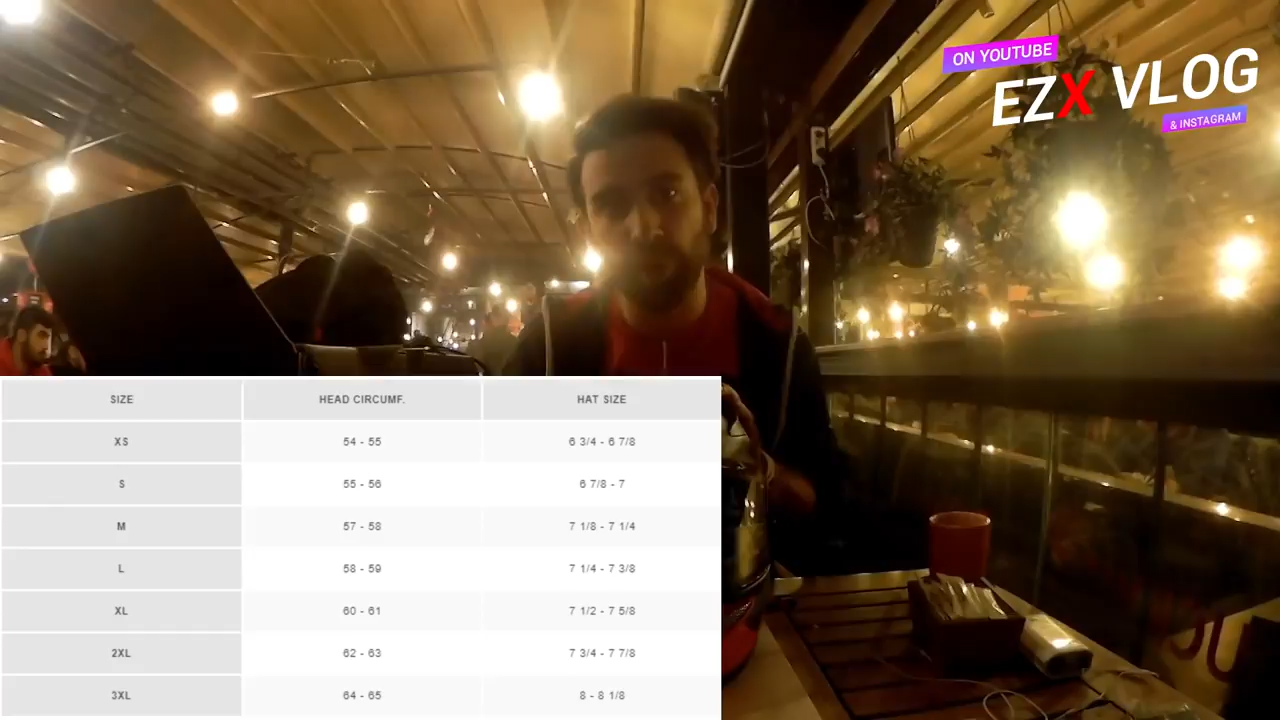 ON YOUTUBE
EZX VLOG
& INSTAGRAM
SIZE HEAD CIRCUMF. HAT SIZE
XS 54 - 55 6 3/4 - 6 7/8
S 55 - 56 6 7/8 - 7
M 57 - 58 7 1/8 - 7 1/4
L 58 - 59 7 1/4 - 7 3/8
XL 60 - 61 7 1/2 - 7 5/8
2XL 62 - 63 7 3/4 - 7 7/8
3XL 64 - 65 8 - 8 1/8